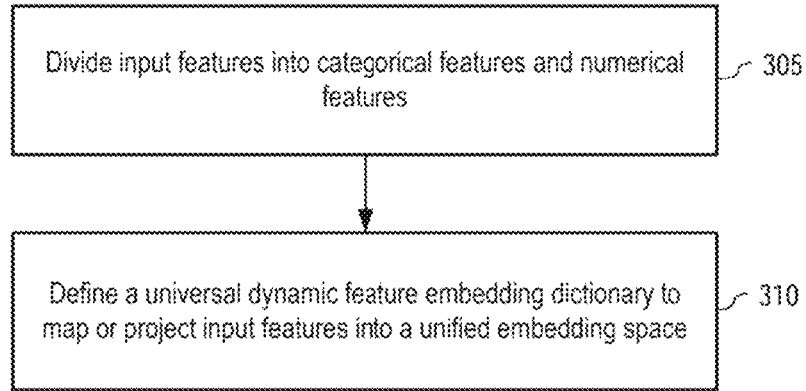 Divide input features into categorical features and numerical
features
305
Define a universal dynamic feature embedding dictionary to
map or project input features into a unified embedding space
310